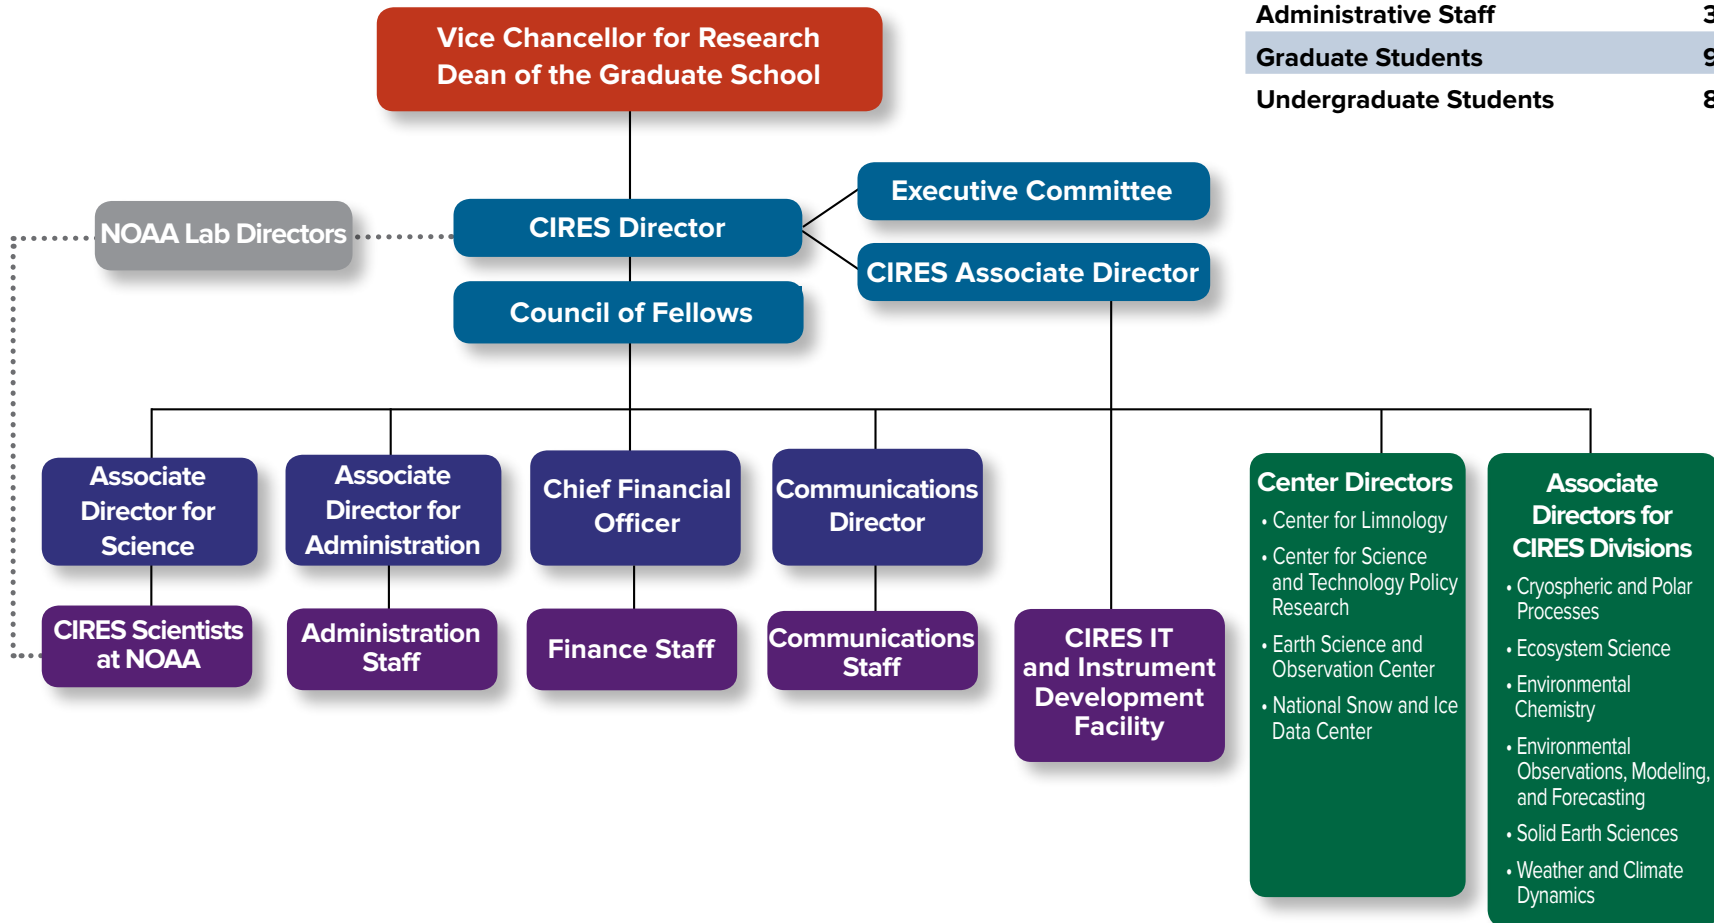 Administrative Staff 3
Graduate Students 9
Undergraduate Students 8
Vice Chancellor for Research
Dean of the Graduate School
Executive Committee
NOAA Lab Directors
CIRES Director
CIRES Associate Director
Council of Fellows
Associate
Director for
Science
Associate
Director for
Administration
Chief Financial
Officer
Communications
Director
CIRES Scientists
at NOAA
Administration
Staff
Finance Staff
Communications
Staff
CIRES IT
and Instrument
Development
Facility
Center Directors
• Center for Limnology
• Center for Science
and Technology Policy
Research
• Earth Science and
Observation Center
• National Snow and Ice
Data Center
Associate
Directors for
CIRES Divisions
• Cryospheric and Polar
Processes
• Ecosystem Science
• Environmental
Chemistry
• Environmental
Observations, Modeling,
and Forecasting
• Solid Earth Sciences
• Weather and Climate
Dynamics